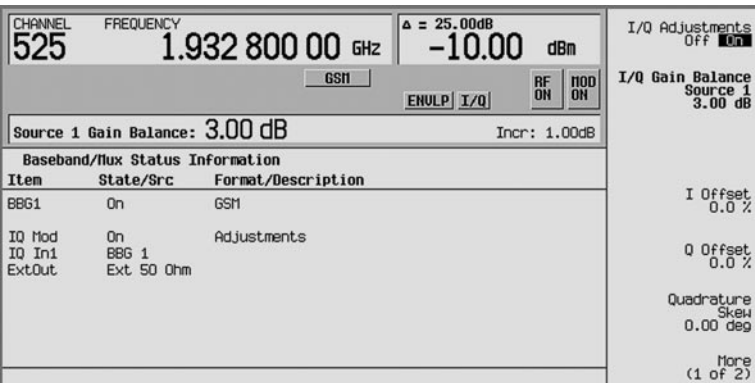 CHANNEL FREQUENCY Δ = 25.00dB
525 1.932 800 00 GHz -10.00 dBm
GSM
ENVLP I/Q RF ON MOD ON
Source 1 Gain Balance: 3.00 dB Incr: 1.00dB
Baseband/Mux Status Information
Item State/Src Format/Description
BBG1 On GSM
IQ Mod On Adjustments
IQ In1 BBG 1
ExtOut Ext 50 Ohm
I/Q Adjustments
Off On
I/Q Gain Balance
Source 1
3.00 dB
I Offset
0.0 %
Q Offset
0.0 %
Quadrature
Skew
0.00 deg
More
(1 of 2)